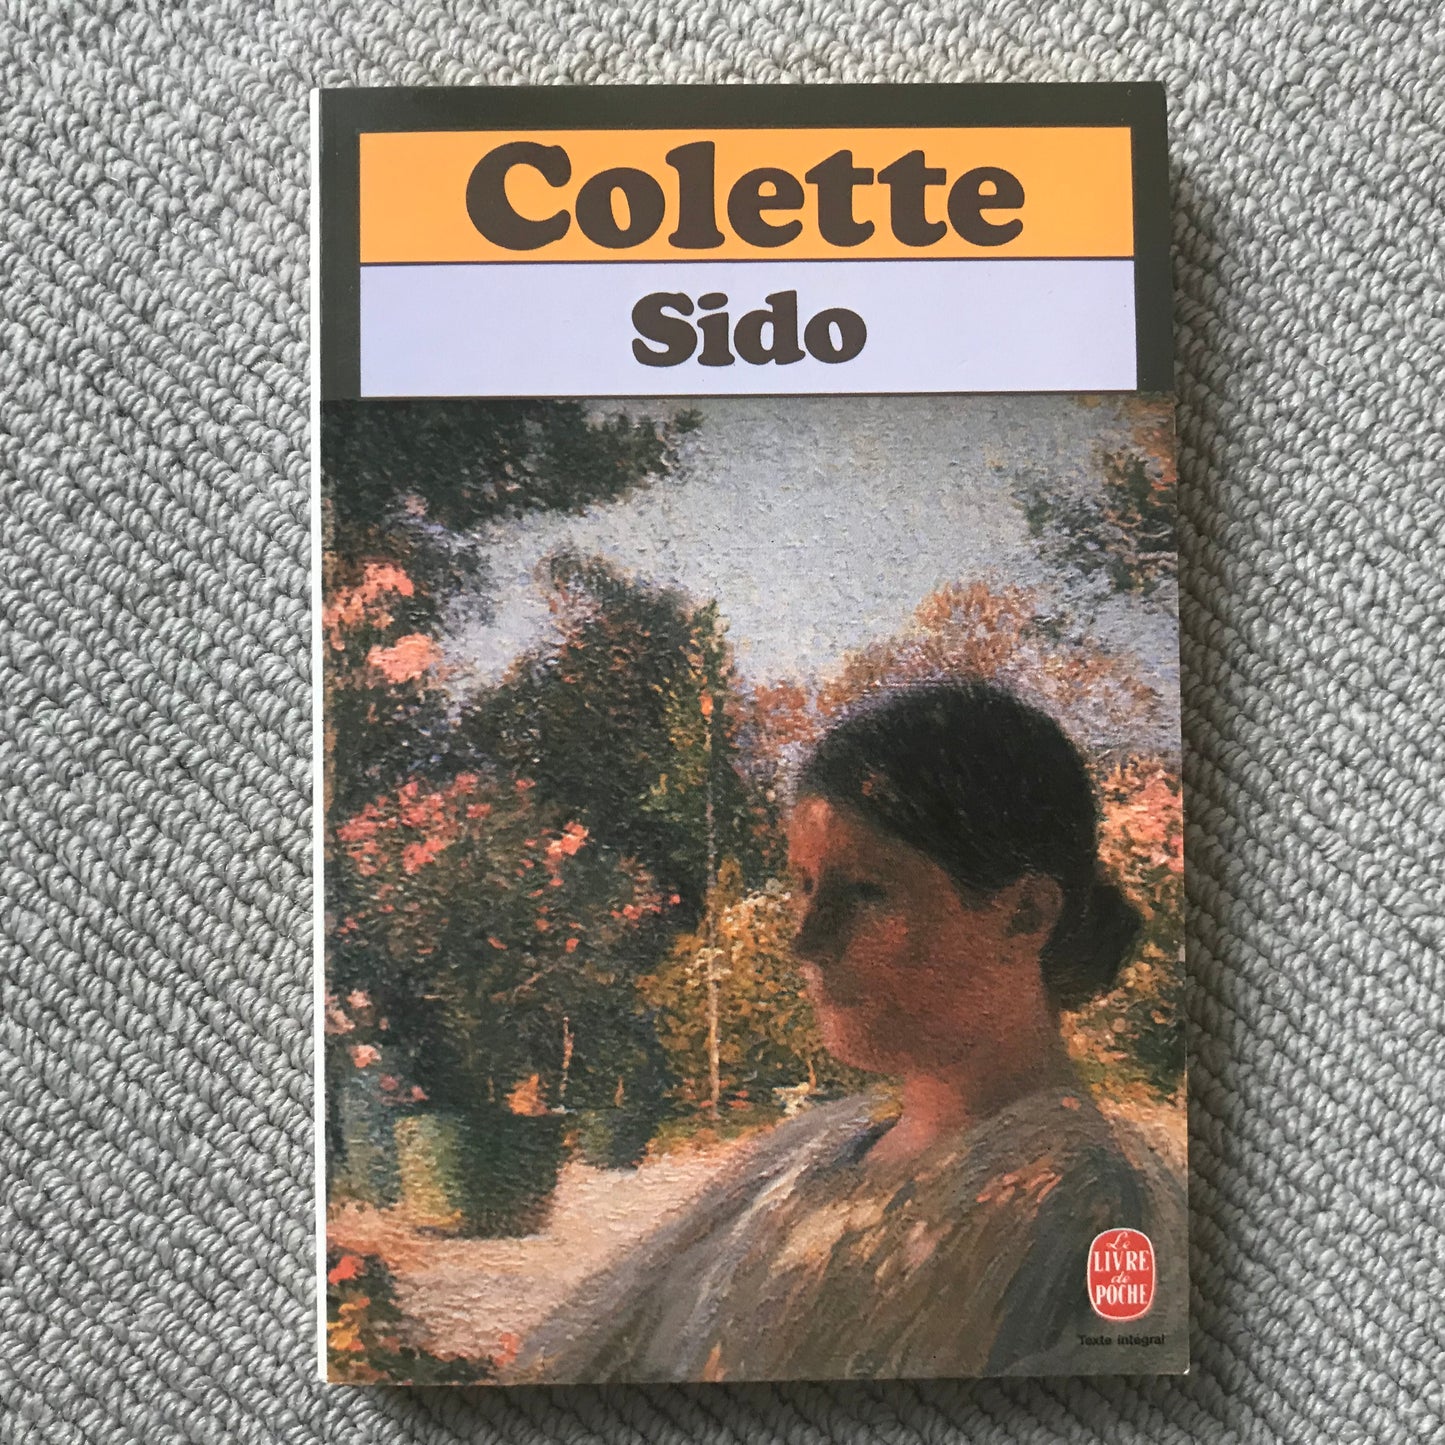 Colette
Sido
Le
LIVRE
de
POCHE
Texte intégral